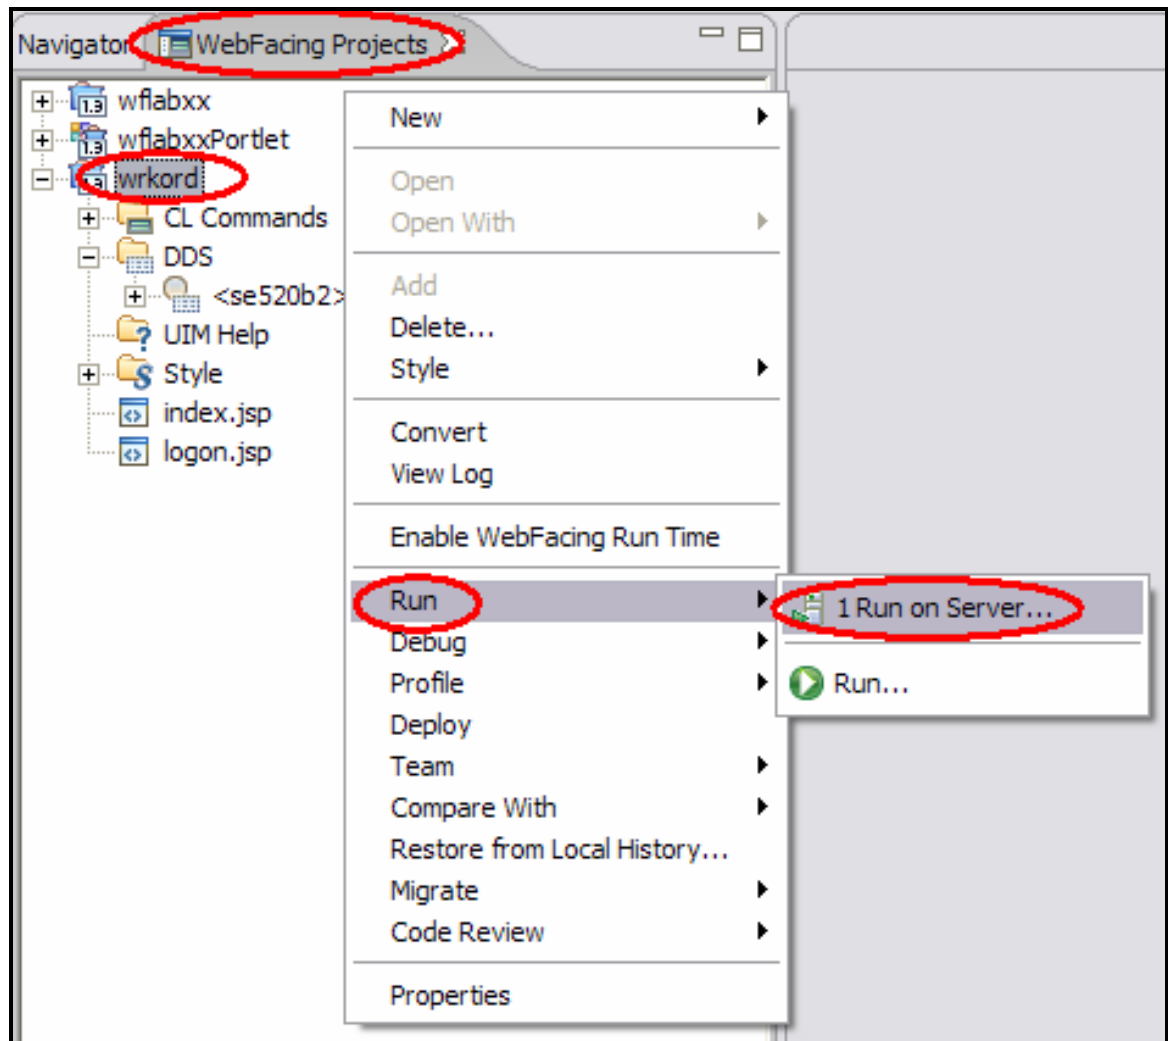 Navigator WebFacing Projects
wflabxx
wflabxxPortlet
wrkord
CL Commands
DDS
<se520b2>
UIM Help
Style
index.jsp
logon.jsp
New
Open
Open With
Add
Delete...
Style
Convert
View Log
Enable WebFacing Run Time
Run
Debug
Profile
Deploy
Team
Compare With
Restore from Local History...
Migrate
Code Review
Properties
1 Run on Server...
Run...